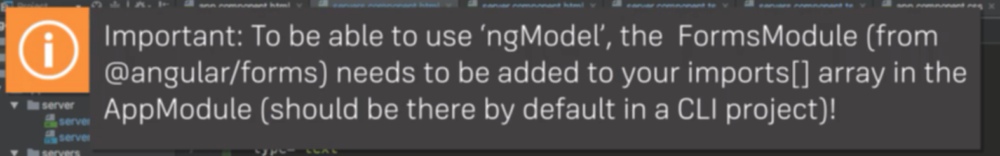 Project
app.component.html
servers.component.html
server.component.html
server.component.ts
servers.component.ts
app.component.css
Important: To be able to use ‘ngModel’, the FormsModule (from
@angular/forms) needs to be added to your imports[] array in the
AppModule (should be there by default in a CLI project)!
server
server
server
servers
type="text